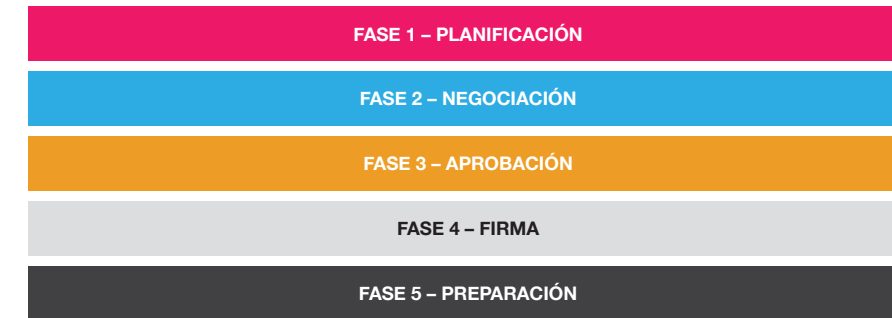 FASE 1 – PLANIFICACIÓN
FASE 2 – NEGOCIACIÓN
FASE 3 – APROBACIÓN
FASE 4 – FIRMA
FASE 5 – PREPARACIÓN